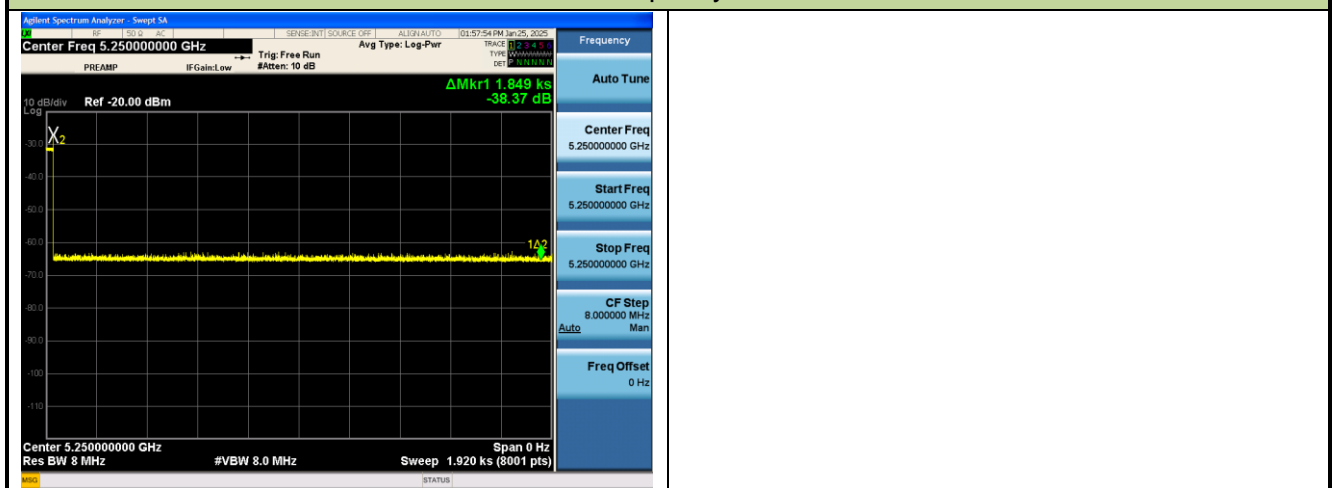 Agilent Spectrum Analyzer - Swept SA
RF 50 Ω AC SENSE:INT SOURCE OFF ALIGN AUTO 01:57:54 PM Jan 25, 2025
Center Freq 5.250000000 GHz
Avg Type: Log-Pwr
TRACE 1 2 3 4 5 6
TYPE
DET P N N N N N
PREAMP
IFGain:Low
Trig: Free Run
#Atten: 10 dB
ΔMkr1 1.849 ks
-38.37 dB
10 dB/div Ref -20.00 dBm
Log
-30.0
-40.0
-50.0
-60.0
-70.0
-80.0
-90.0
-100
-110
X2
1Δ2
Center 5.250000000 GHz Span 0 Hz
Res BW 8 MHz #VBW 8.0 MHz Sweep 1.920 ks (8001 pts)
MSG STATUS
Frequency
Auto Tune
Center Freq
5.250000000 GHz
Start Freq
5.250000000 GHz
Stop Freq
5.250000000 GHz
CF Step
8.000000 MHz
Auto Man
Freq Offset
0 Hz